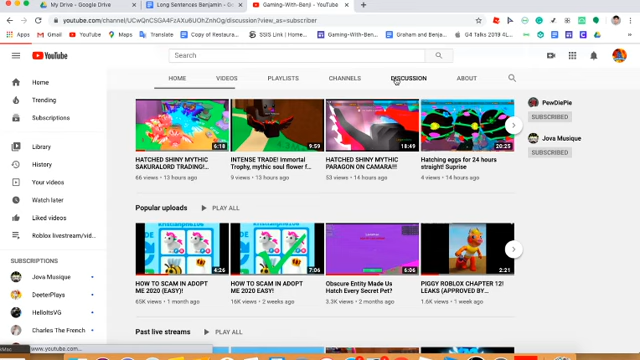 My Drive - Google Drive
Long Sentences Benjamin - G
Gaming-With-Benji - YouTube
youtube.com/channel/UCwQnCSGA4FzAXu6UOhZnhOg/discussion?view_as=subscriber
Apps
Gmail
YouTube
Maps
Translate
Copy of Restaurar...
SSIS Link Home
Gaming-With-Benji...
Graham and Benja...
G4 Talks 2019 4LT...
YouTube
Search
HOME
VIDEOS
PLAYLISTS
CHANNELS
DISCUSSION
ABOUT
Home
Trending
Subscriptions
Library
History
Your videos
Watch later
Liked videos
Roblox livestream/vid...
SUBSCRIPTIONS
Jova Musique
DeeterPlays
HelloItsVG
Charles The French
www.youtube.com...
6:18
9:59
18:49
20:25
HATCHED SHINY MYTHIC
SAKURALORD TRADING!...
66 views • 13 hours ago
INTENSE TRADE! Immortal
Trophy, mythic soul flower f...
9 views • 13 hours ago
HATCHED SHINY MYTHIC
PARAGON ON CAMARA!!!
53 views • 14 hours ago
Hatching eggs for 24 hours
straight! Suprise
4 views • 14 hours ago
PewDiePie
SUBSCRIBED
Jova Musique
SUBSCRIBED
Popular uploads
PLAY ALL
4:26
7:06
6:06
2:21
HOW TO SCAM IN ADOPT
ME 2020 (EASY)!
65K views • 1 month ago
HOW TO SCAM IN ADOPT
ME 2020 EASY!
16K views • 2 weeks ago
Obscure Entity Made Us
Hatch Every Secret Pet?
3.3K views • 2 months ago
PIGGY ROBLOX CHAPTER 12!
LEAKS (APPROVED BY...
1.6K views • 1 week ago
Past live streams
PLAY ALL